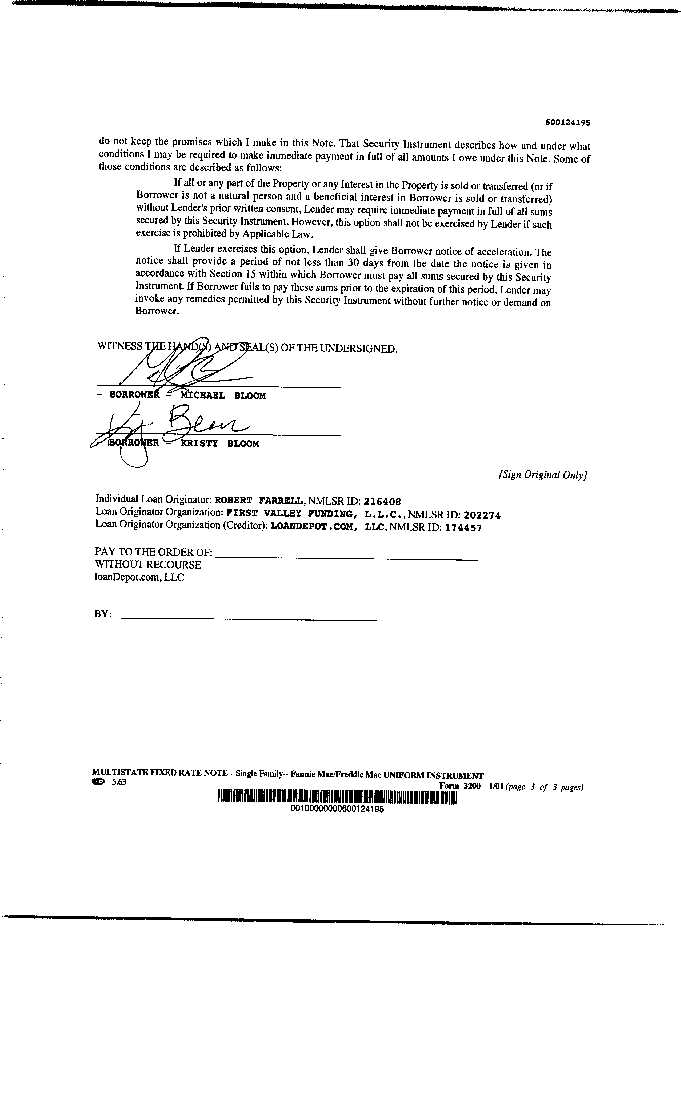 600124195
do not keep the promises which I make in this Note. That Security Instrument describes how and under what
conditions I may be required to make immediate payment in full of all amounts I owe under this Note. Some of
those conditions are described as follows:
If all or any part of the Property or any Interest in the Property is sold or transferred (or if
Borrower is not a natural person and a beneficial interest in Borrower is sold or transferred)
without Lender's prior written consent, Lender may require immediate payment in full of all sums
secured by this Security Instrument. However, this option shall not be exercised by Lender if such
exercise is prohibited by Applicable Law.
If Lender exercises this option, Lender shall give Borrower notice of acceleration. The
notice shall provide a period of not less than 30 days from the date the notice is given in
accordance with Section 15 within which Borrower must pay all sums secured by this Security
Instrument. If Borrower fails to pay these sums prior to the expiration of this period, Lender may
invoke any remedies permitted by this Security Instrument without further notice or demand on
Borrower.
WITNESS THE HAND(S) AND SEAL(S) OF THE UNDERSIGNED.
- BORROWER - MICHAEL BLOOM
BORROWER - KRISTY BLOOM
[Sign Original Only]
Individual Loan Originator: ROBERT FARRELL, NMLSR ID: 216408
Loan Originator Organization: FIRST VALLEY FUNDING, L.L.C., NMLSR ID: 202274
Loan Originator Organization (Creditor): LOANDEPOT.COM, LLC, NMLSR ID: 174457
PAY TO THE ORDER OF:
WITHOUT RECOURSE
loanDepot.com, LLC
BY:
MULTISTATE FIXED RATE NOTE - Single Family-- Fannie Mae/Freddie Mac UNIFORM INSTRUMENT
3.63 Form 3200 1/01 (page 3 of 3 pages)
00100000000600124195